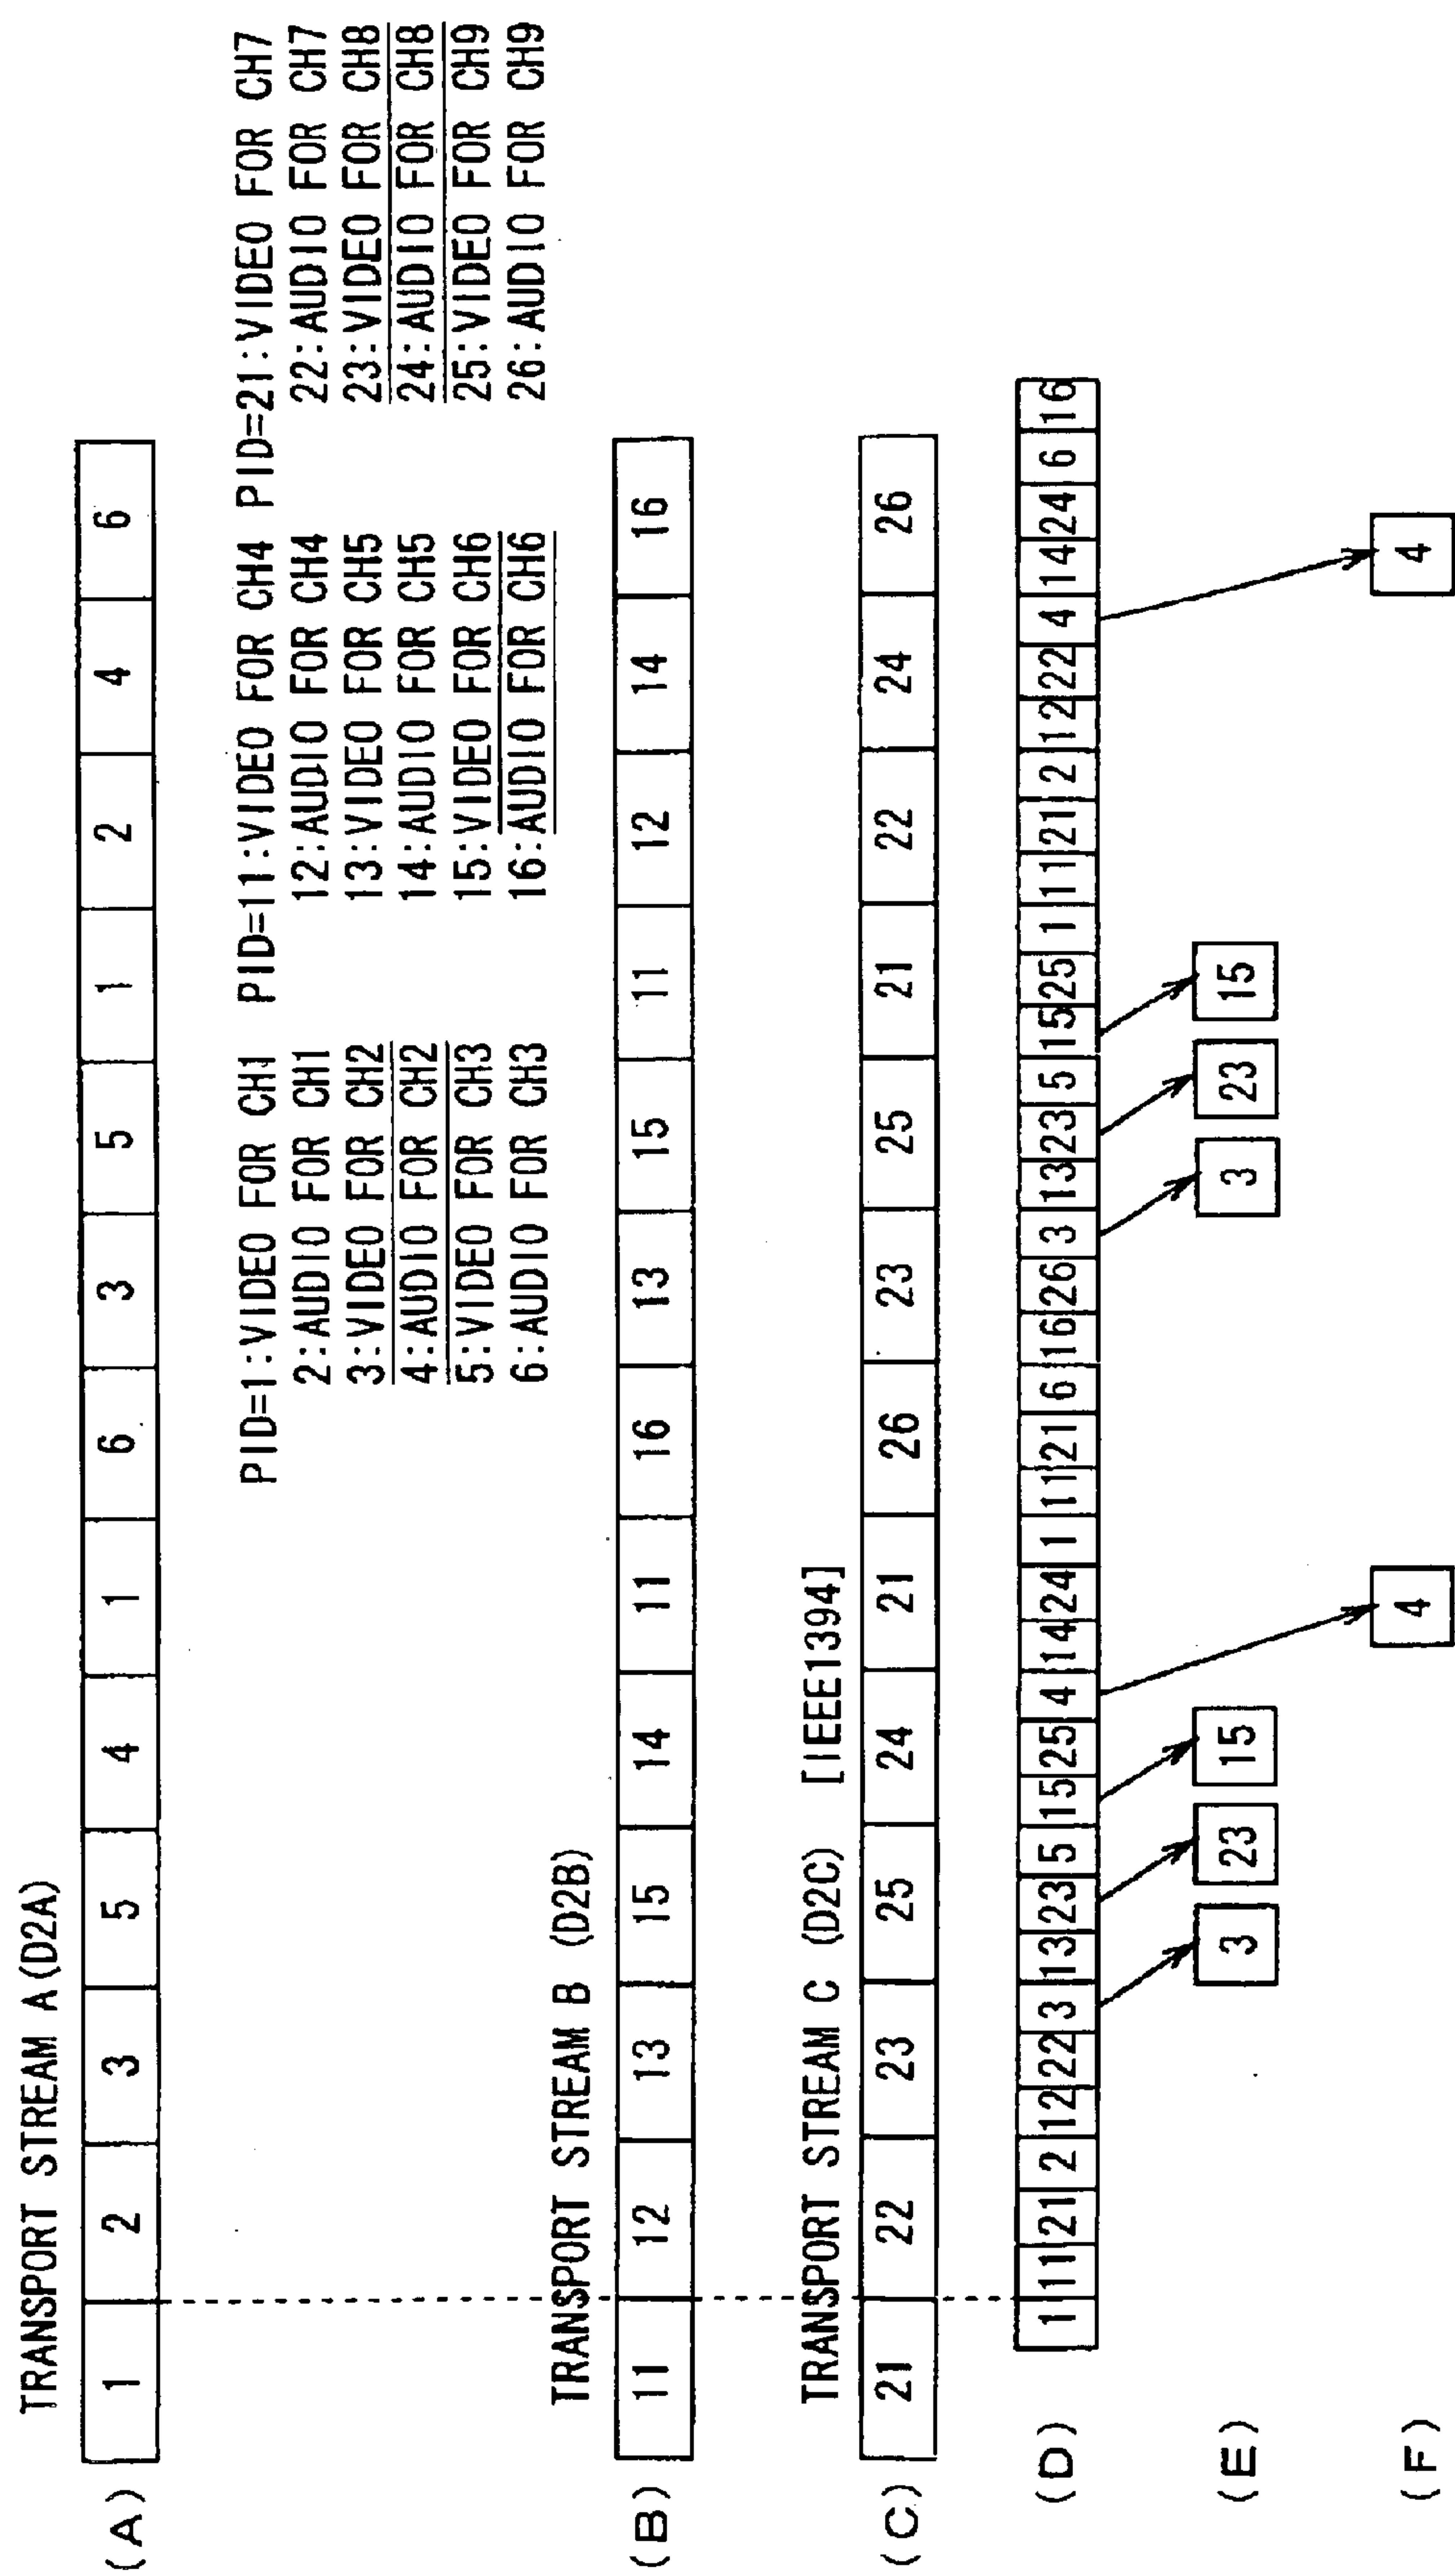 TRANSPORT STREAM A (D2A)
(A) 1 2 3 5 4 1 6 3 5 1 2 4 6
PID=1:VIDEO FOR CH1 PID=11:VIDEO FOR CH4 PID=21:VIDEO FOR CH7
2:AUDIO FOR CH1 12:AUDIO FOR CH4 22:AUDIO FOR CH7
3:VIDEO FOR CH2 13:VIDEO FOR CH5 23:VIDEO FOR CH8
4:AUDIO FOR CH2 14:AUDIO FOR CH5 24:AUDIO FOR CH8
5:VIDEO FOR CH3 15:VIDEO FOR CH6 25:VIDEO FOR CH9
6:AUDIO FOR CH3 16:AUDIO FOR CH6 26:AUDIO FOR CH9
TRANSPORT STREAM B (D2B)
(B) 11 12 13 15 14 11 16 13 15 11 12 14 16
TRANSPORT STREAM C (D2C) [IEEE1394]
(C) 21 22 23 25 24 21 26 23 25 21 22 24 26
(D) 1 11 21 2 12 22 3 13 23 5 15 25 4 14 24 1 11 21 6 16 26 3 13 23 5 15 25 1 11 21 2 12 22 4 14 24 6 16
(E) 3 23 15 3 23 15
(F) 4 4